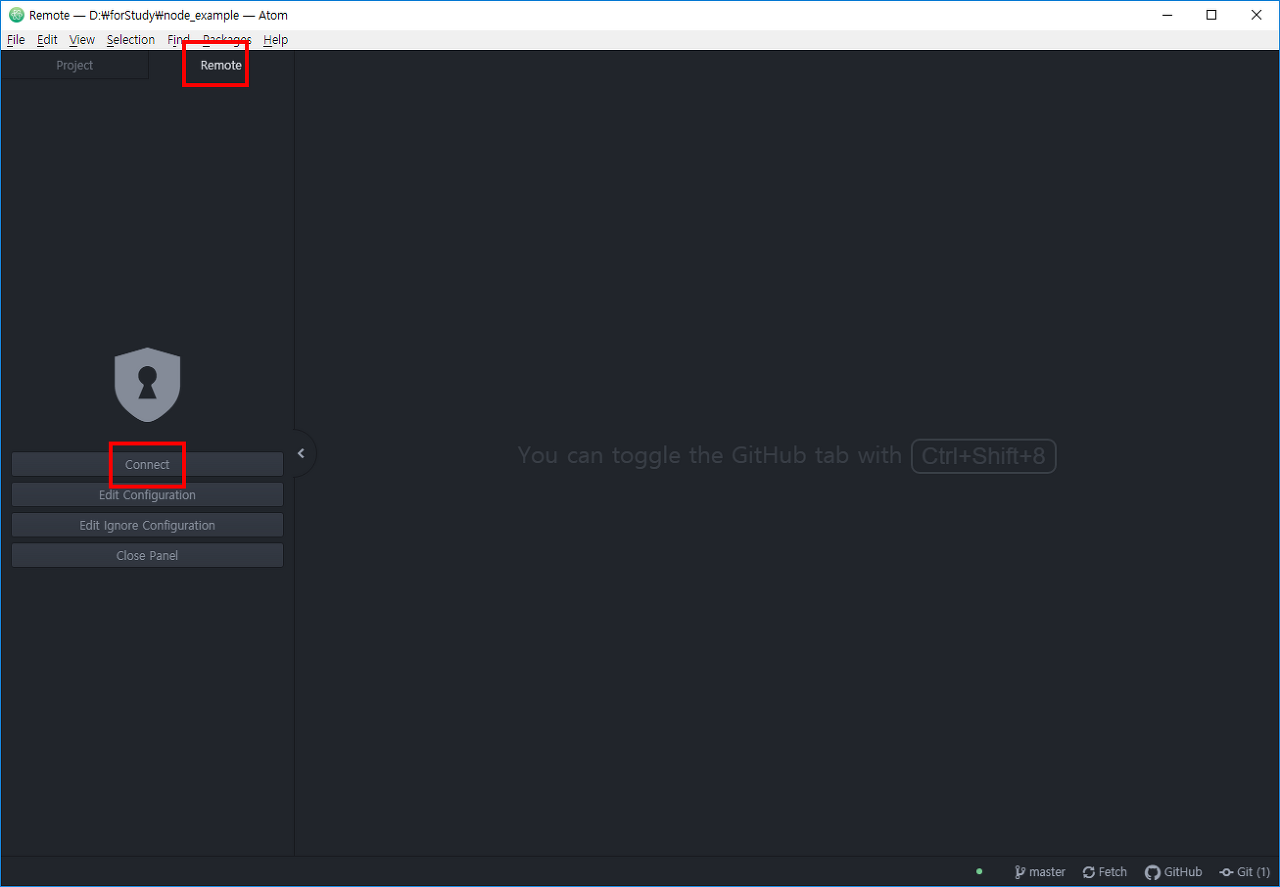 Remote — D:₩forStudy₩node_example — Atom
File Edit View Selection Find Packages Help
Project Remote
Connect
Edit Configuration
Edit Ignore Configuration
Close Panel
You can toggle the GitHub tab with Ctrl+Shift+8
master Fetch GitHub Git (1)